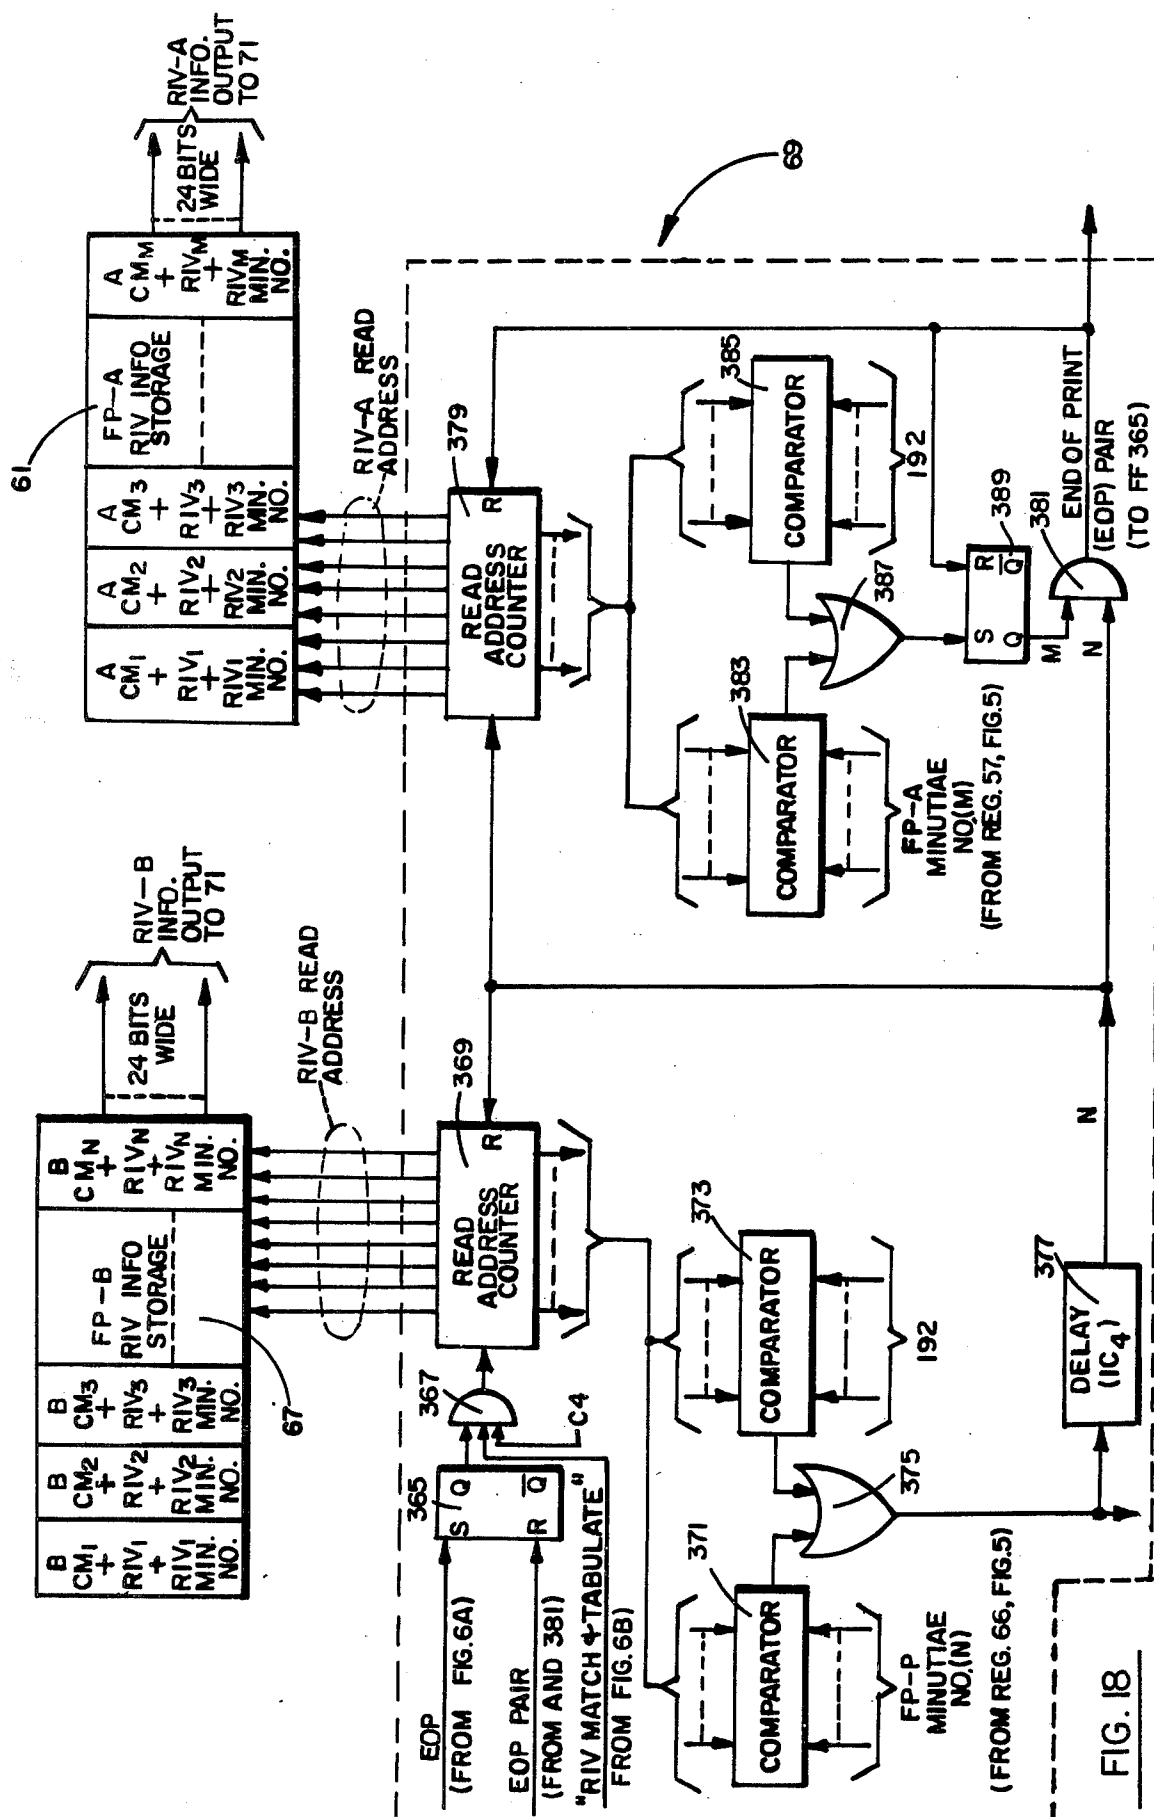 B
CM1
+
RIV1
+
RIV1
MIN.
NO.
B
CM2
+
RIV2
+
RIV2
MIN.
NO.
B
CM3
+
RIV3
+
RIV3
MIN.
NO.
FP-B
RIV INFO
STORAGE
67
B
CMN
+
RIVN
+
RIVN
MIN.
NO.
24 BITS
WIDE
RIV-B
INFO.
OUTPUT
TO 71
61
A
CM1
+
RIV1
+
RIV1
MIN.
NO.
A
CM2
+
RIV2
+
RIV2
MIN.
NO.
A
CM3
+
RIV3
+
RIV3
MIN.
NO.
FP-A
RIV INFO
STORAGE
A
CMM
+
RIVM
+
RIVM
MIN.
NO.
24 BITS
WIDE
RIV-A
INFO.
OUTPUT
TO 71
RIV-B READ
ADDRESS
RIV-A READ
ADDRESS
69
EOP
(FROM FIG.6A)
EOP PAIR
(FROM AND 381)
"RIV MATCH & TABULATE"
FROM FIG.6B)
365
S Q
R Q̅
367
C4
369
READ
ADDRESS
COUNTER
R
379
READ
ADDRESS
COUNTER
R
371
COMPARATOR
373
COMPARATOR
383
COMPARATOR
385
COMPARATOR
FP-P
MINUTIAE
NO.(N)
(FROM REG. 66, FIG.5)
375
192
FP-A
MINUTIAE
NO.(M)
(FROM REG. 57, FIG.5)
387
192
389
S R
Q Q̅
M
N
381
END OF PRINT
(EOP) PAIR
(TO FF 365)
377
DELAY
(IC4)
N
FIG. 18